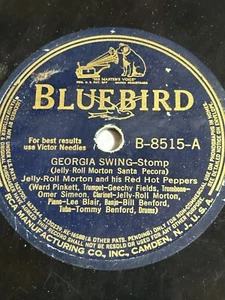 "HIS MASTER'S VOICE"
BLUEBIRD
For best results
use Victor Needles
B-8515-A
GEORGIA SWING-Stomp
(Jelly-Roll Morton Santa Pecora)
Jelly-Roll Morton and his Red Hot Peppers
(Ward Pinkett, Trumpet-Geechy Fields, Trombone-
Omer Simeon, Clarinet-Jelly-Roll Morton,
Piano-Lee Blair, Banjo-Bill Benford,
Tuba-Tommy Benford, Drums)
RCA MANUFACTURING CO., INC., CAMDEN, N. J., U. S. A.